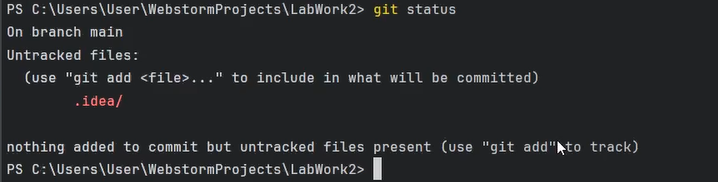 PS C:\Users\User\WebstormProjects\LabWork2> git status
On branch main
Untracked files:
  (use "git add <file>..." to include in what will be committed)
        .idea/

nothing added to commit but untracked files present (use "git add" to track)
PS C:\Users\User\WebstormProjects\LabWork2>